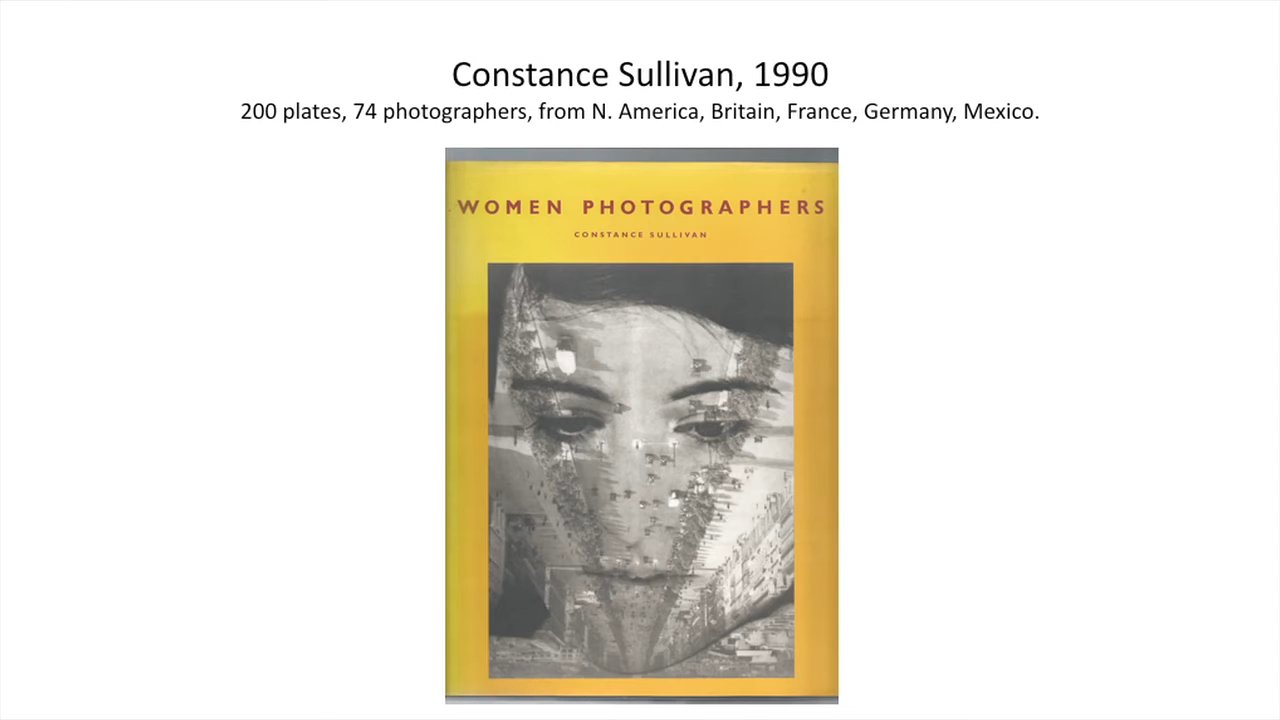 Constance Sullivan, 1990
200 plates, 74 photographers, from N. America, Britain, France, Germany, Mexico.
WOMEN PHOTOGRAPHERS
CONSTANCE SULLIVAN